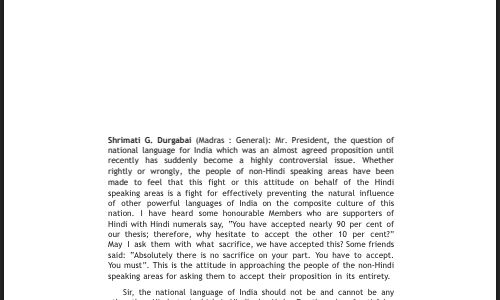 Shrimati G. Durgabai (Madras : General): Mr. President, the question of
national language for India which was an almost agreed proposition until
recently has suddenly become a highly controversial issue. Whether
rightly or wrongly, the people of non-Hindi speaking areas have been
made to feel that this fight or this attitude on behalf of the Hindi
speaking areas is a fight for effectively preventing the natural influence
of other powerful languages of India on the composite culture of this
nation. I have heard some honourable Members who are supporters of
Hindi with Hindi numerals say, "You have accepted nearly 90 per cent of
our thesis; therefore, why hesitate to accept the other 10 per cent?"
May I ask them with what sacrifice, we have accepted this? Some friends
said: "Absolutely there is no sacrifice on your part. You have to accept.
You must". This is the attitude in approaching the people of the non-Hindi
speaking areas for asking them to accept their proposition in its entirety.
Sir, the national language of India should not be and cannot be any